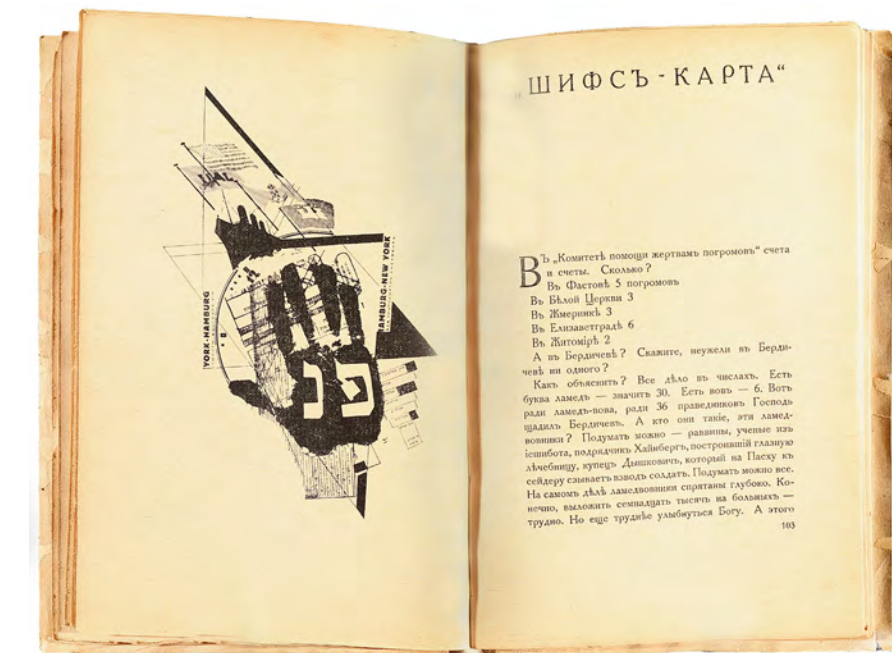 UAL
YORK-HAMBURG
HAMBURG-NEW YORK
פנ
„ШИФСЪ-КАРТА“
Въ „Комитетѣ помощи жертвамъ погромовъ“ счета
и счеты. Сколько?
Въ Фастовѣ 5 погромовъ
Въ Бѣлой Церкви 3
Въ Жмеринкѣ 3
Въ Елизаветградѣ 6
Въ Житомірѣ 2
А въ Бердичевѣ? Скажите, неужели въ Берди-
чевѣ ни одного?
Какъ объяснить? Все дѣло въ числахъ. Есть
буква ламедъ — значитъ 30. Есть вовъ — 6. Вотъ
ради ламедъ-вова, ради 36 праведниковъ Господь
щадилъ Бердичевъ. А кто они такіе, эти ламед-
вовники? Подумать можно — раввины, ученые изъ
іешибота, подрядчикъ Хайнбергъ, построившій глазную
лѣчебницу, купецъ Дышковичъ, который на Пасху къ
сейдеру сзываетъ взводъ солдатъ. Подумать можно все.
На самомъ дѣлѣ ламедвовники спрятаны глубоко. Ко-
нечно, выложить семнадцать тысячъ на больныхъ —
трудно. Но еще труднѣе улыбнуться Богу. А этого
103